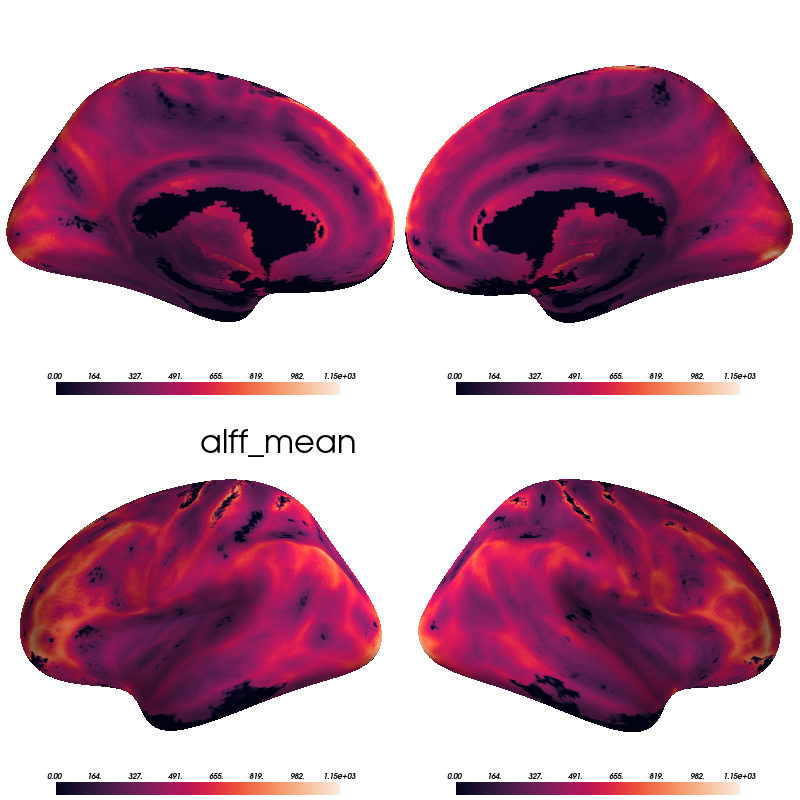 0.00 164. 327. 491. 655. 819. 982. 1.15e+03 0.00 164. 327. 491. 655. 819. 982. 1.15e+03
alff_mean
0.00 164. 327. 491. 655. 819. 982. 1.15e+03 0.00 164. 327. 491. 655. 819. 982. 1.15e+03